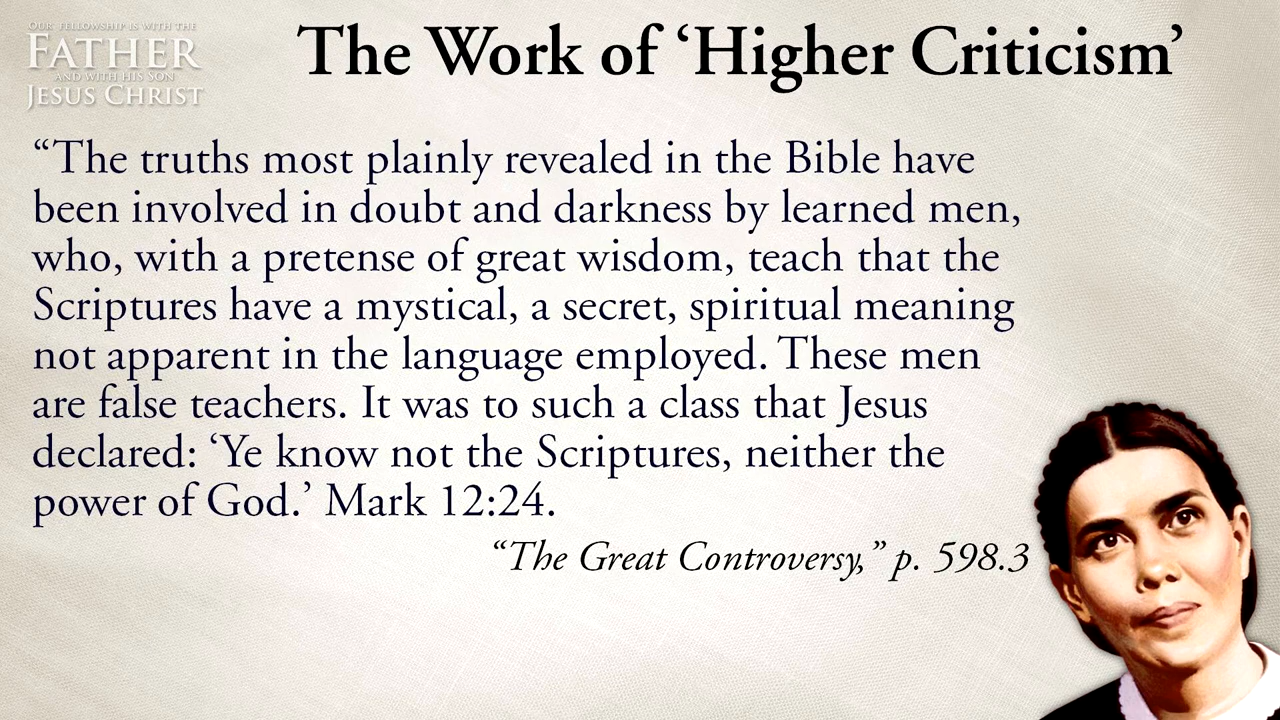 OUR FELLOWSHIP IS WITH THE
FATHER
AND WITH HIS SON
JESUS CHRIST
The Work of ‘Higher Criticism’
“The truths most plainly revealed in the Bible have
been involved in doubt and darkness by learned men,
who, with a pretense of great wisdom, teach that the
Scriptures have a mystical, a secret, spiritual meaning
not apparent in the language employed. These men
are false teachers. It was to such a class that Jesus
declared: ‘Ye know not the Scriptures, neither the
power of God.’ Mark 12:24.
“The Great Controversy,” p. 598.3